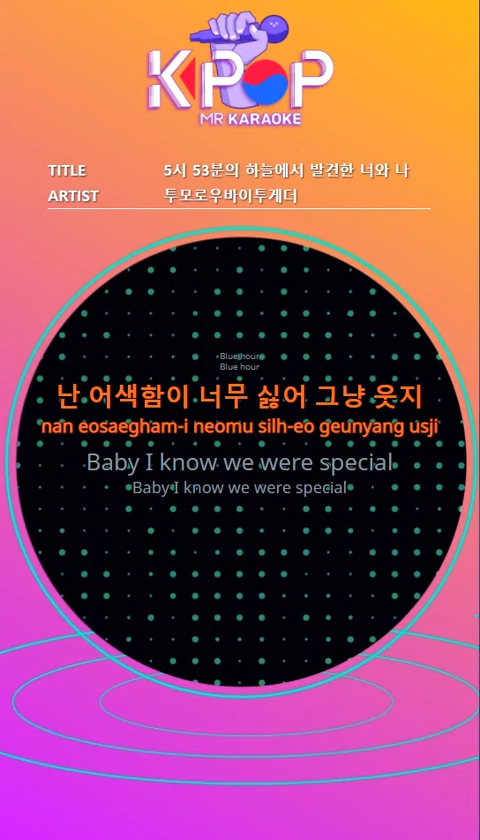 KPOP
MR KARAOKE
TITLE 5시 53분의 하늘에서 발견한 너와 나
ARTIST 투모로우바이투게더
Blue hour
Blue hour
난 어색함이 너무 싫어 그냥 웃지
nan eosaegham-i neomu silh-eo geunyang usji
Baby I know we were special
Baby I know we were special